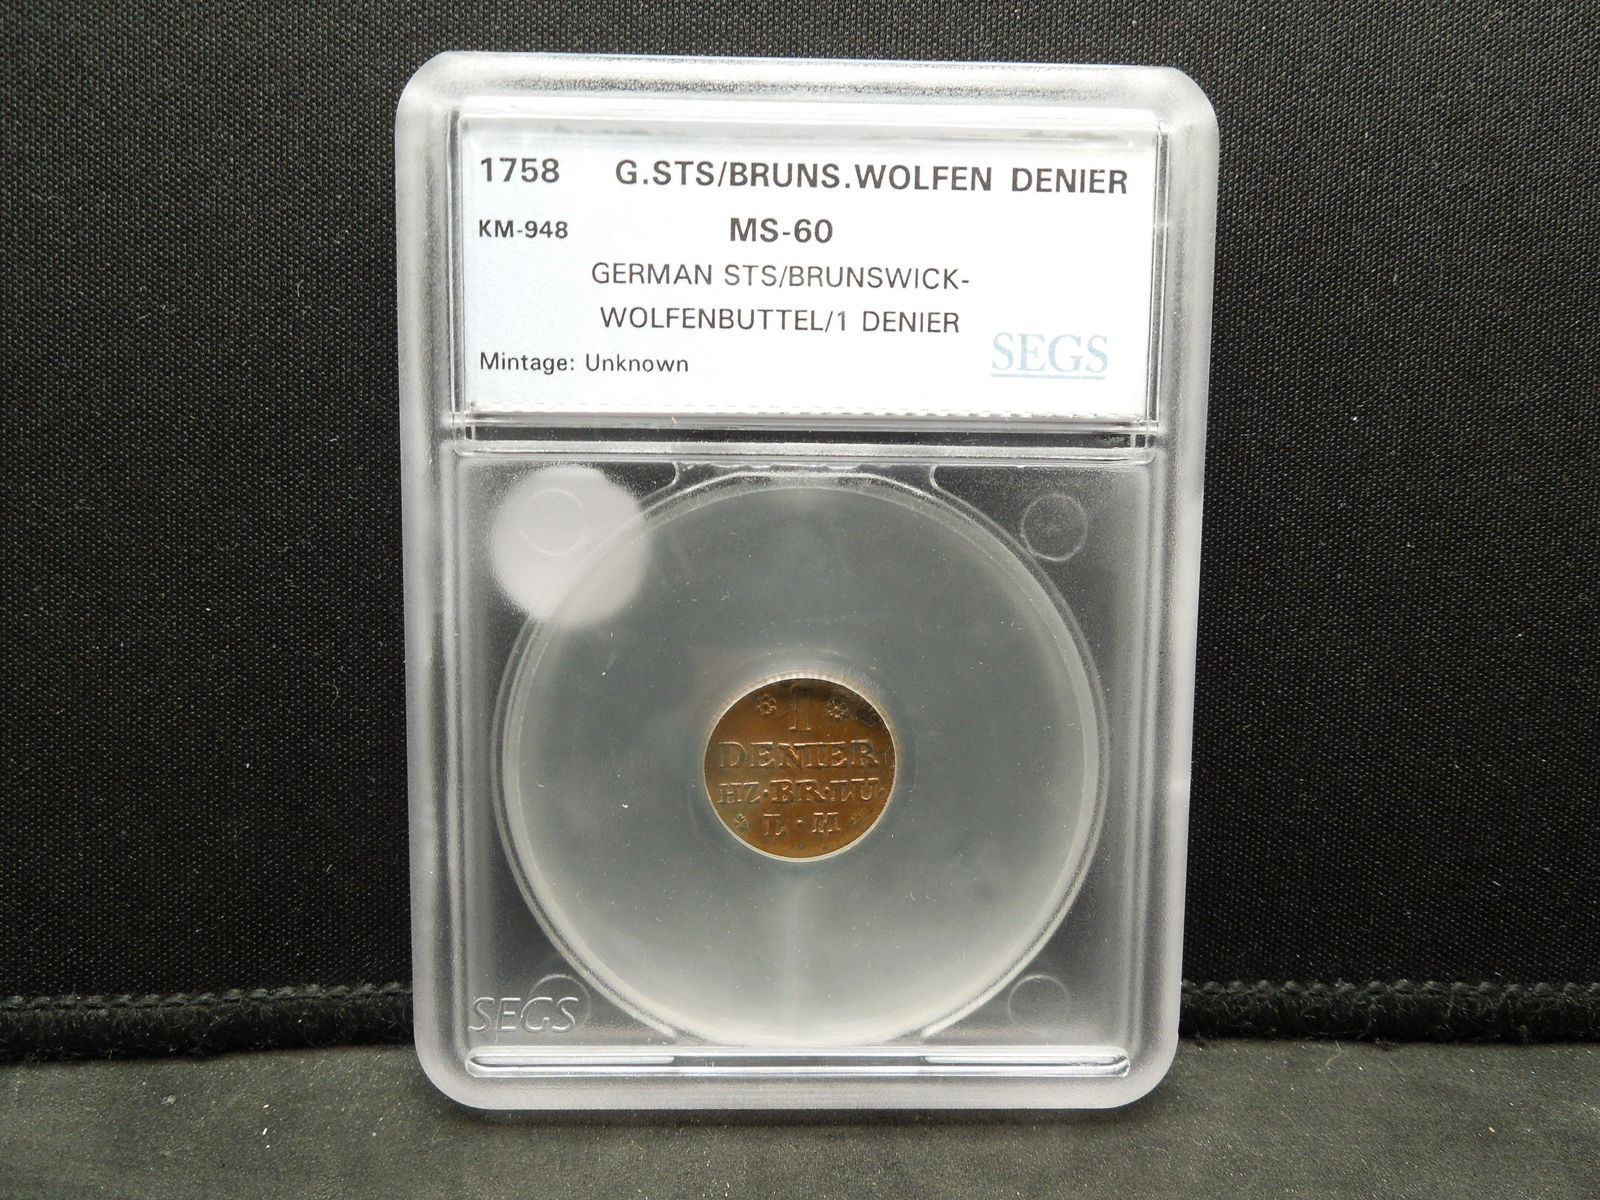 1758 G.STS/BRUNS.WOLFEN DENIER
KM-948 MS-60
GERMAN STS/BRUNSWICK-
WOLFENBUTTEL/1 DENIER
Mintage: Unknown SEGS
1
DENIER
HZ·BR·LU
L·M
SEGS